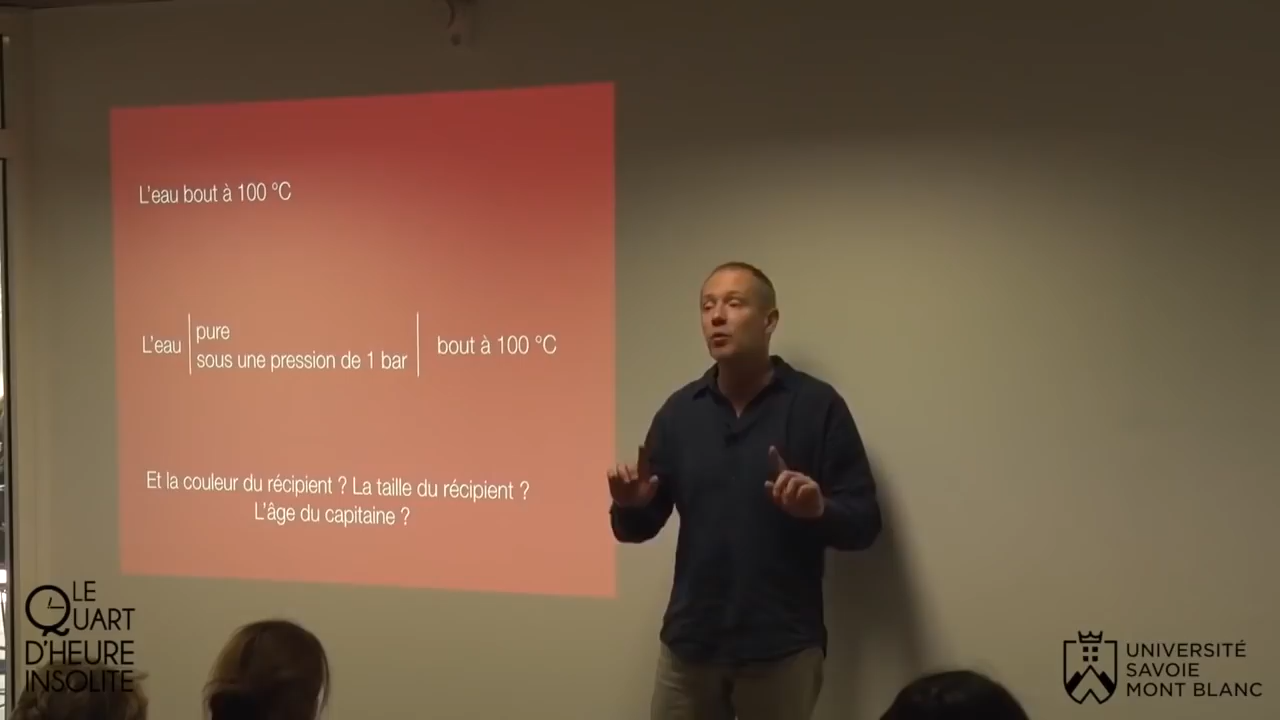 L'eau bout à 100 °C
L'eau
pure
sous une pression de 1 bar
bout à 100 °C
Et la couleur du récipient ? La taille du récipient ?
L'âge du capitaine ?
LE
QUART
D'HEURE
INSOLITE
UNIVERSITÉ
SAVOIE
MONT BLANC